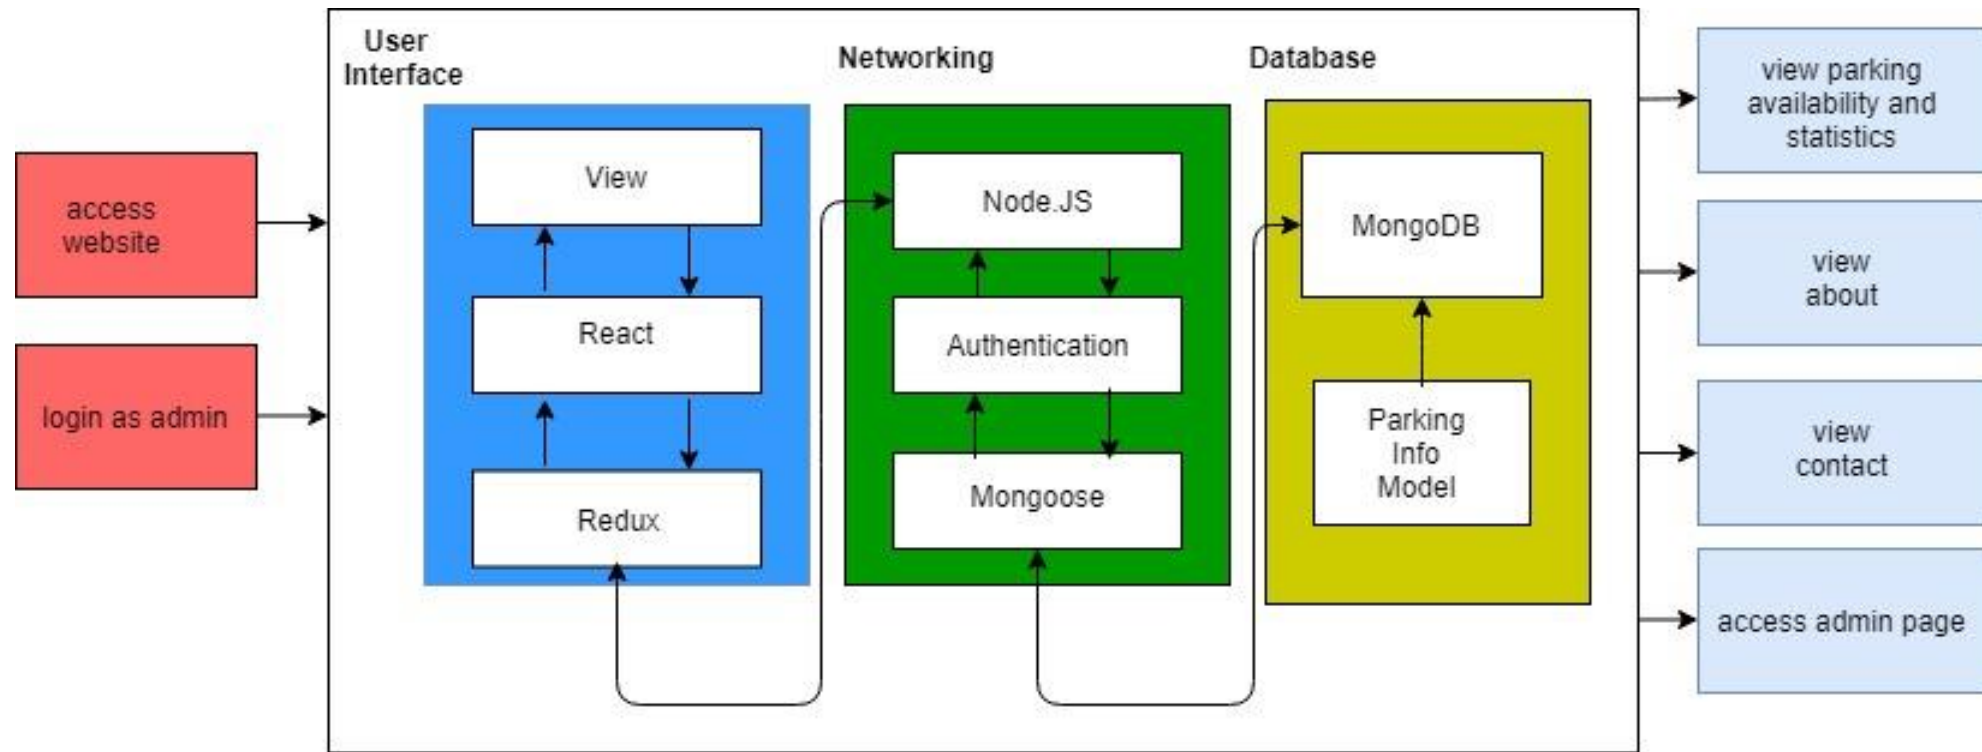 access
website
login as admin
User
Interface
View
React
Redux
Networking
Node.JS
Authentication
Mongoose
Database
MongoDB
Parking
Info
Model
view parking
availability and
statistics
view
about
view
contact
access admin page